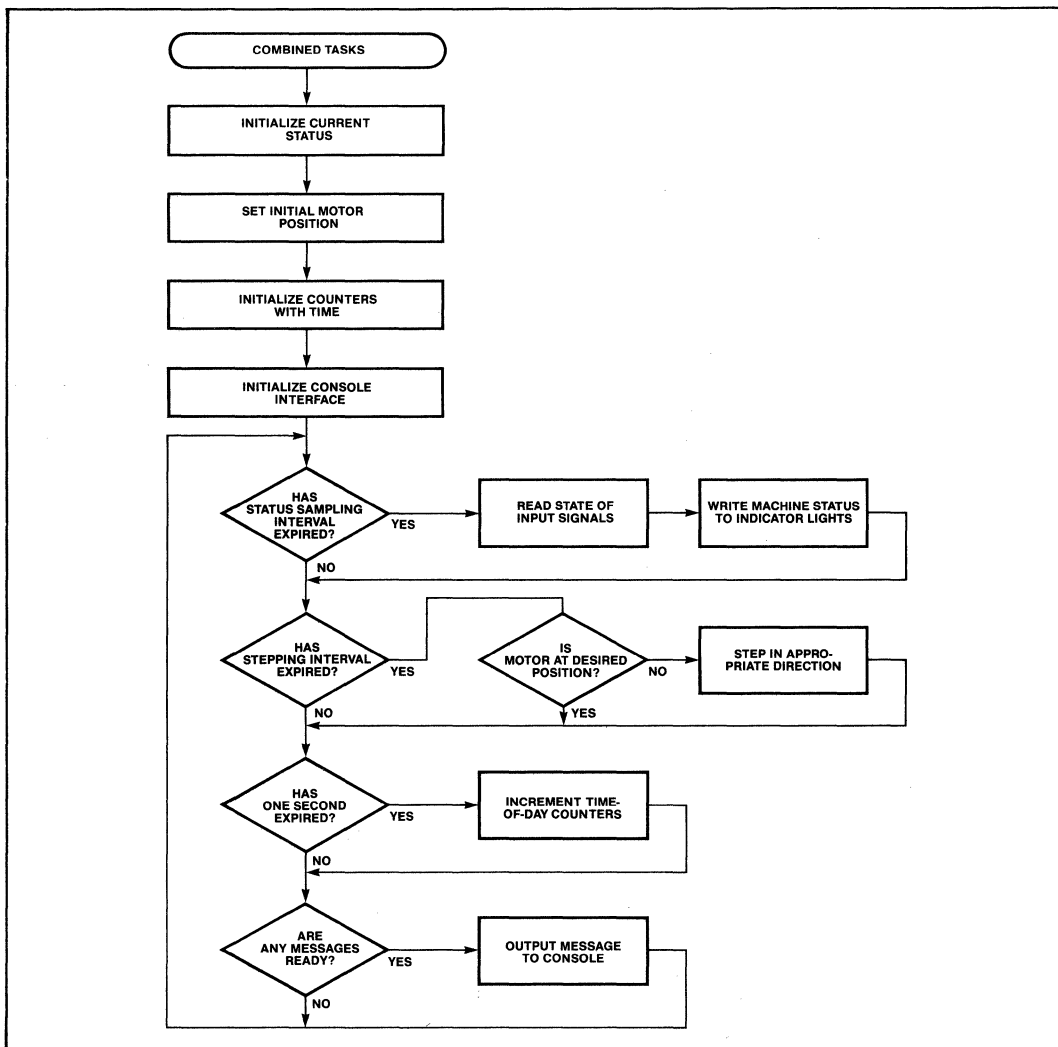 COMBINED TASKS
INITIALIZE CURRENT
STATUS
SET INITIAL MOTOR
POSITION
INITIALIZE COUNTERS
WITH TIME
INITIALIZE CONSOLE
INTERFACE
HAS
STATUS SAMPLING
INTERVAL
EXPIRED?
YES
READ STATE OF
INPUT SIGNALS
WRITE MACHINE STATUS
TO INDICATOR LIGHTS
NO
HAS
STEPPING INTERVAL
EXPIRED?
YES
IS
MOTOR AT DESIRED
POSITION?
NO
STEP IN APPRO-
PRIATE DIRECTION
YES
NO
HAS
ONE SECOND
EXPIRED?
YES
INCREMENT TIME-
OF-DAY COUNTERS
NO
ARE
ANY MESSAGES
READY?
YES
OUTPUT MESSAGE
TO CONSOLE
NO